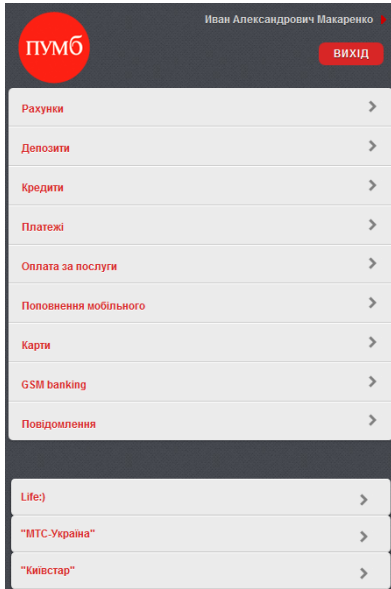 Иван Александрович Макаренко
ПУМБ
ВИХІД
Рахунки
Депозити
Кредити
Платежі
Оплата за послуги
Поповнення мобільного
Карти
GSM banking
Повідомлення
Life:)
"МТС-Україна"
"Київстар"